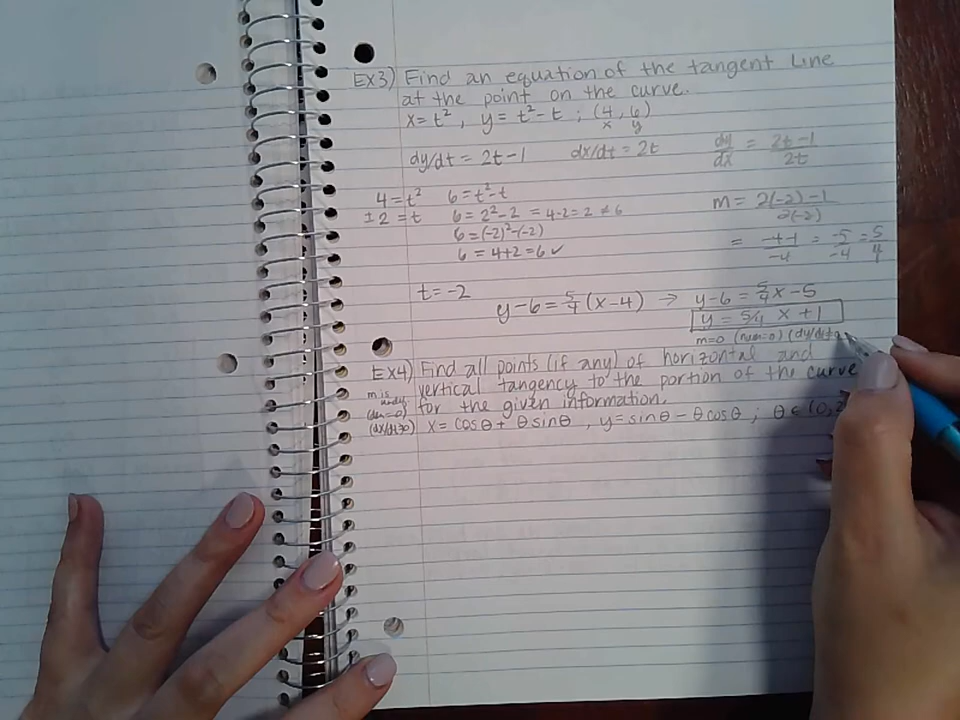 Ex3) Find an equation of the tangent line
at the point on the curve.
x = t², y = t² - t ; (4, 6)
x y
dy/dt = 2t - 1 dx/dt = 2t dy/dx = 2t - 1 / 2t
4 = t² 6 = t² - t
±2 = t 6 = 2² - 2 = 4 - 2 = 2 ≠ 6
6 = (-2)² - (-2)
6 = 4 + 2 = 6 ✓
m = 2(-2) - 1 / 2(-2)
= -4 - 1 / -4 = -5 / -4 = 5 / 4
t = -2
y - 6 = 5/4 (x - 4) → y - 6 = 5/4 x - 5
y = 5/4 x + 1
m=0 (num=0) (dy/dt
Ex4) Find all points (if any) of horizontal and
vertical tangency to the portion of the curve
for the given information.
m is
(dx/dt=0) x = cosθ + θsinθ , y = sinθ - θcosθ ; θ ∈ [0, 2